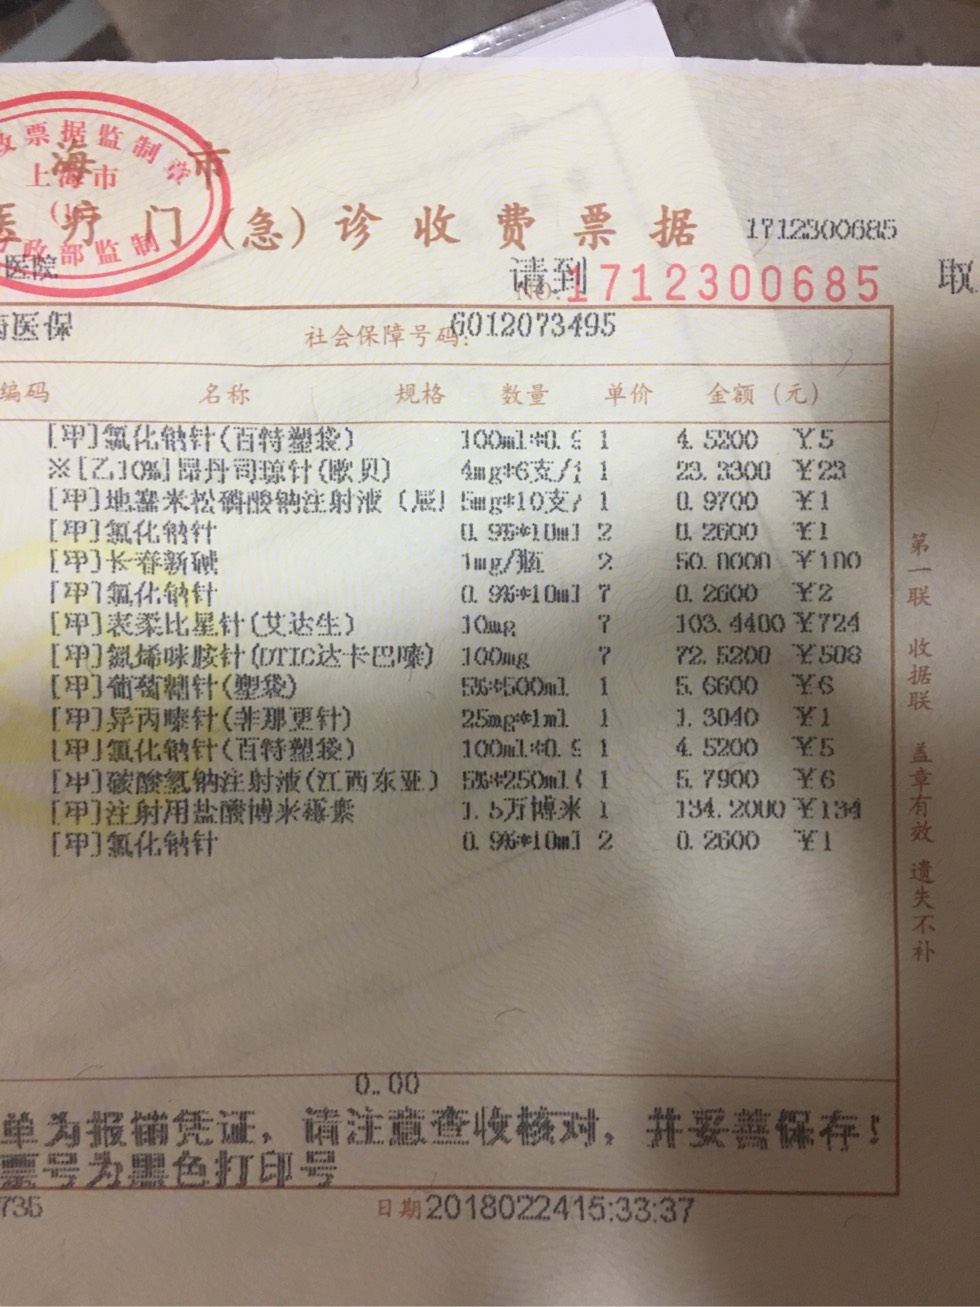 海 市
票据监制章
上海市
医疗门(急)诊收费票据 1712300685
政部监制
医院 请到 No:1712300685 取
医保 社会保障号码: 6012073495
编码 名称 规格 数量 单价 金额(元)
[甲]氯化钠针(百特塑袋) 100ml*0.9 1 4.5200 ¥5
※[乙10%]昂丹司琼针(欧贝) 4mg*6支/ 1 23.3300 ¥23
[甲]地塞米松磷酸钠注射液 5mg*10支/ 1 0.9700 ¥1
[甲]氯化钠针 0.9%*10ml 2 0.2600 ¥1
[甲]长春新碱 1mg/瓶 2 50.0000 ¥100
[甲]氯化钠针 0.9%*10ml 7 0.2600 ¥2
[甲]表柔比星针(艾达生) 10mg 7 103.4400 ¥724
[甲]氮烯咪胺针(DTIC达卡巴嗪) 100mg 7 72.5200 ¥508
[甲]葡萄糖针(塑袋) 5%*500ml 1 5.6600 ¥6
[甲]异丙嗪针(非那更针) 25mg*1ml 1 1.3040 ¥1
[甲]氯化钠针(百特塑袋) 100ml*0.9 1 4.5200 ¥5
[甲]碳酸氢钠注射液(江西东亚) 5%*250ml( 1 5.7900 ¥6
[甲]注射用盐酸博来霉素 1.5万博来 1 134.2000 ¥134
[甲]氯化钠针 0.9%*10ml 2 0.2600 ¥1
第一联 收据联 盖章有效 遗失不补
0..00
单为报销凭证，请注意查收核对，并妥善保存!
票号为黑色打印号
735 日期 2018022415:33:37